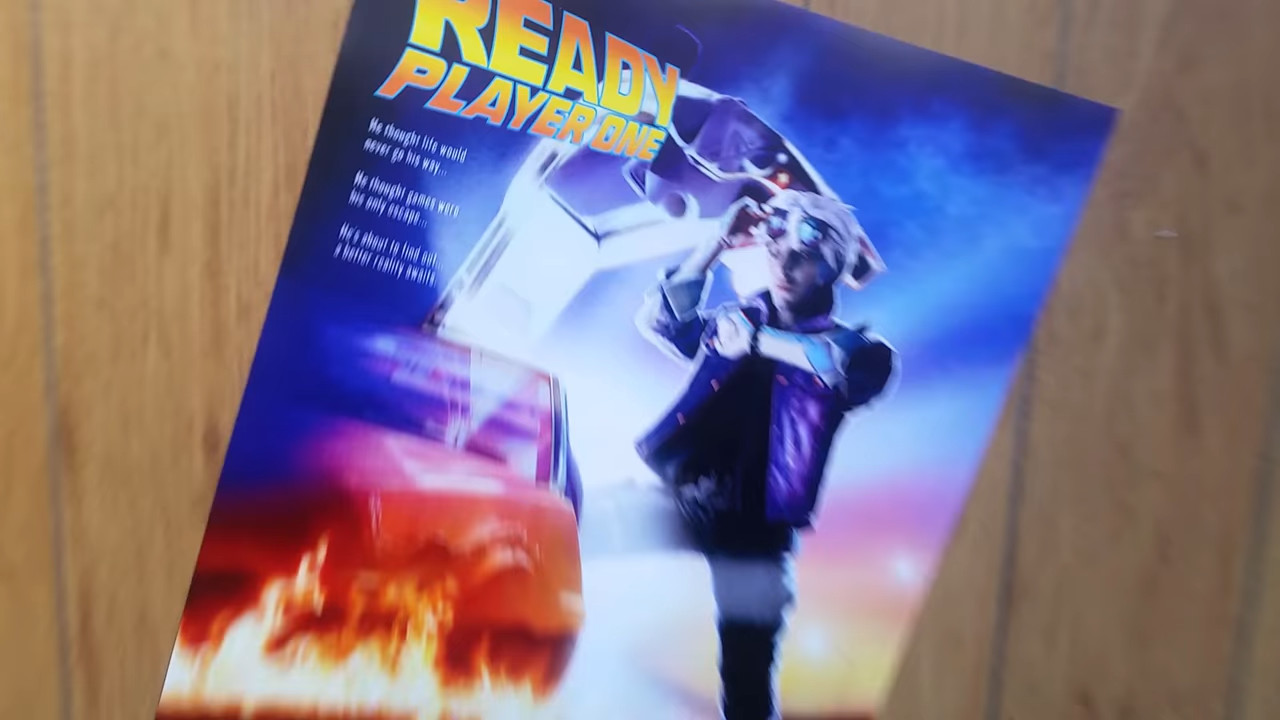 READY
PLAYER ONE
He thought life would
never go his way...
He thought games were
his only escape...
He's about to find out
a better reality awaits.